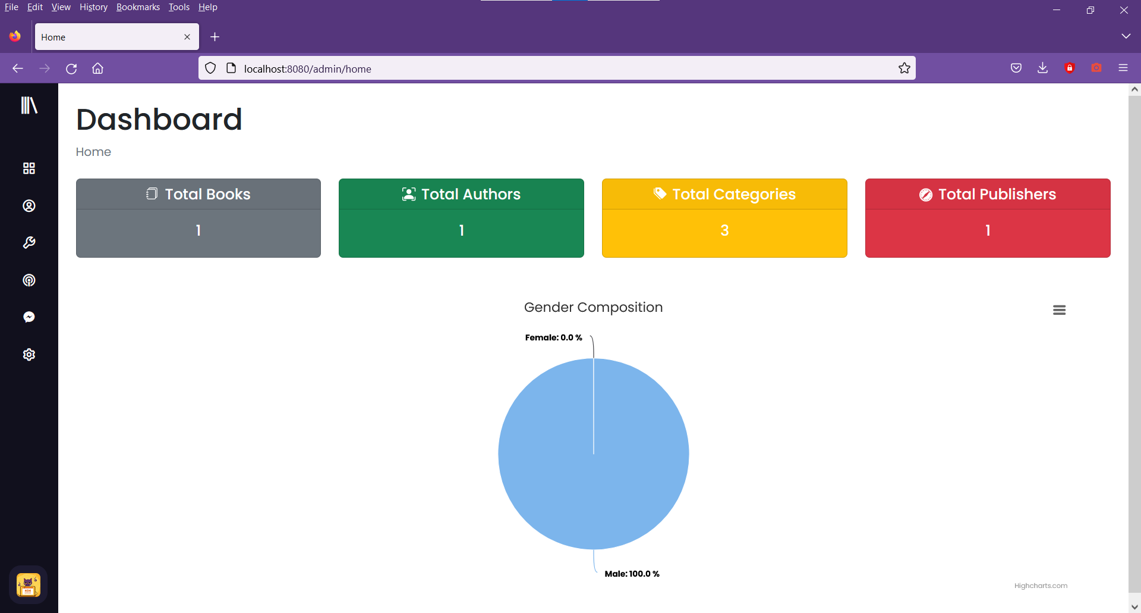 File Edit View History Bookmarks Tools Help
Home
localhost:8080/admin/home
Dashboard
Home
Total Books
1
Total Authors
1
Total Categories
3
Total Publishers
1
Gender Composition
Female: 0.0 %
Male: 100.0 %
Highcharts.com